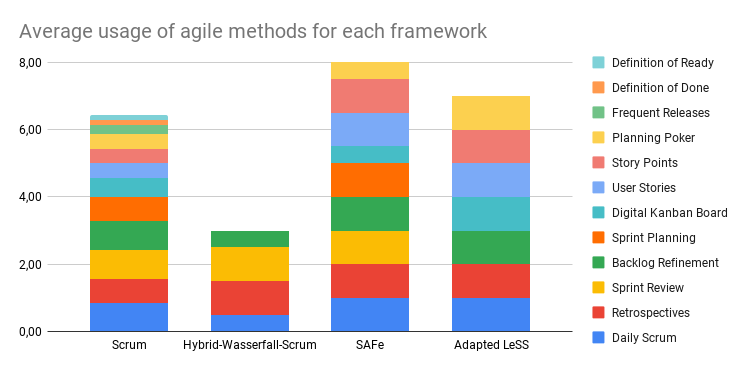 Average usage of agile methods for each framework
8,00
6,00
4,00
2,00
0,00
Scrum
Hybrid-Wasserfall-Scrum
SAFe
Adapted LeSS
Definition of Ready
Definition of Done
Frequent Releases
Planning Poker
Story Points
User Stories
Digital Kanban Board
Sprint Planning
Backlog Refinement
Sprint Review
Retrospectives
Daily Scrum